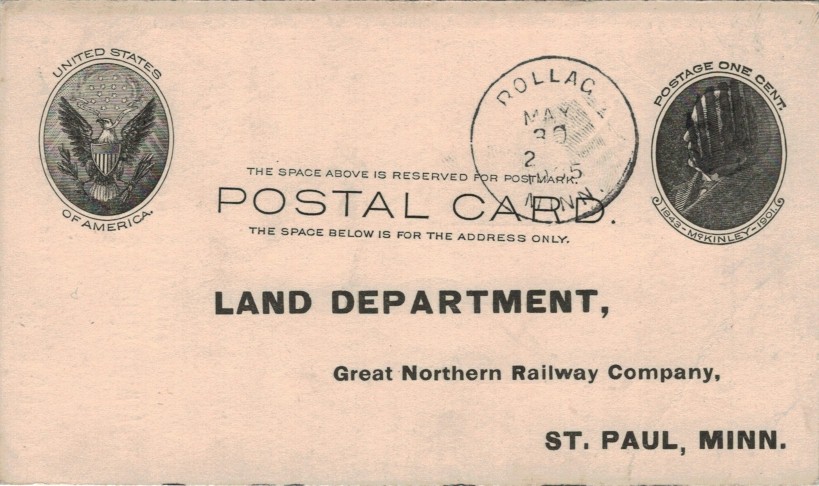 UNITED STATES
OF AMERICA.
ROLLAG
MAY
30
2
MINN.
POSTAGE ONE CENT.
1843-McKINLEY-1901.
THE SPACE ABOVE IS RESERVED FOR POSTMARK.
POSTAL CARD.
THE SPACE BELOW IS FOR THE ADDRESS ONLY.
LAND DEPARTMENT,
Great Northern Railway Company,
ST. PAUL, MINN.